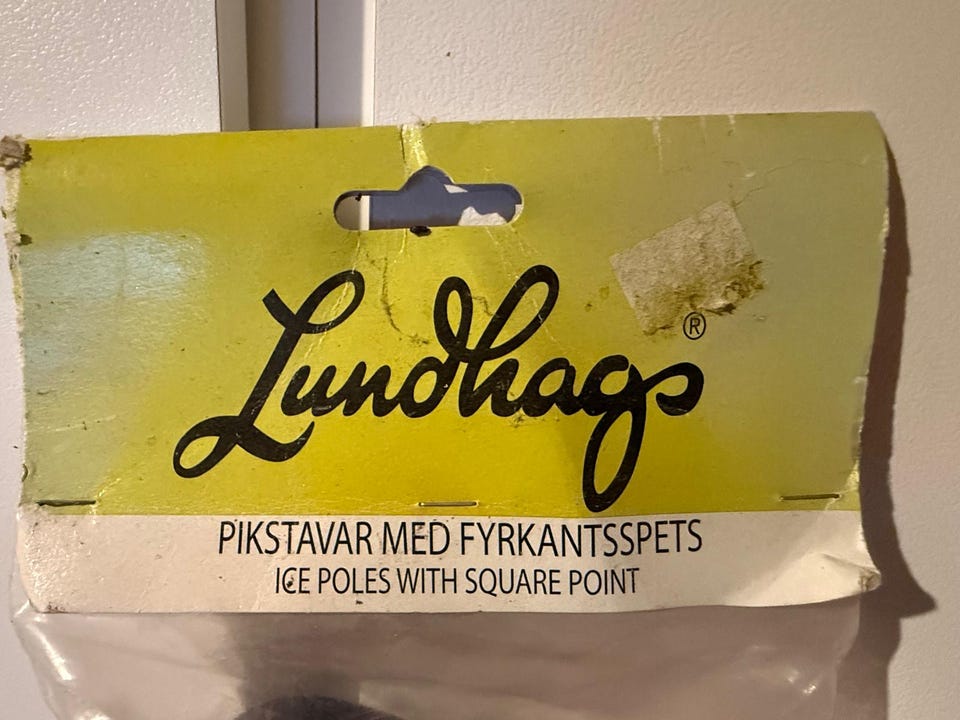 Lundhags®
PIKSTAVAR MED FYRKANTSSPETS
ICE POLES WITH SQUARE POINT